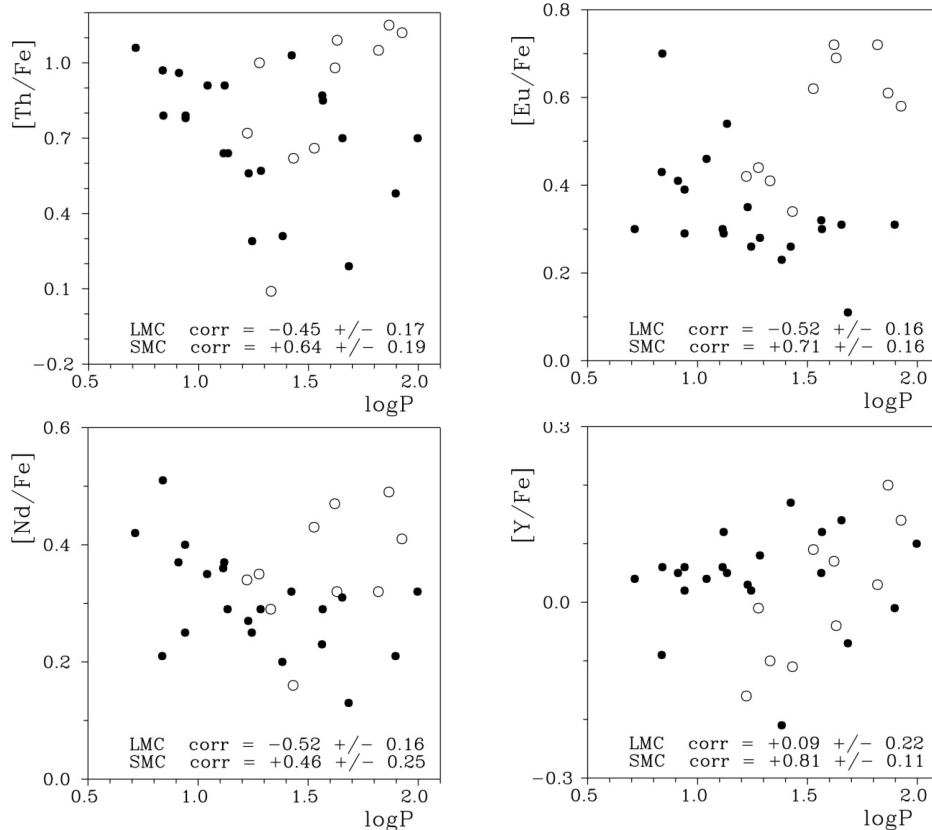 [Th/Fe]
1.0
0.7
0.4
0.1
-0.2
LMC corr = -0.45 +/- 0.17
SMC corr = +0.64 +/- 0.19
0.5 1.0 1.5 2.0
logP
[Eu/Fe]
0.8
0.6
0.4
0.2
0.0
LMC corr = -0.52 +/- 0.16
SMC corr = +0.71 +/- 0.16
0.5 1.0 1.5 2.0
logP
[Nd/Fe]
0.6
0.4
0.2
0.0
LMC corr = -0.52 +/- 0.16
SMC corr = +0.46 +/- 0.25
0.5 1.0 1.5 2.0
logP
[Y/Fe]
0.3
0.0
-0.3
LMC corr = +0.09 +/- 0.22
SMC corr = +0.81 +/- 0.11
0.5 1.0 1.5 2.0
logP